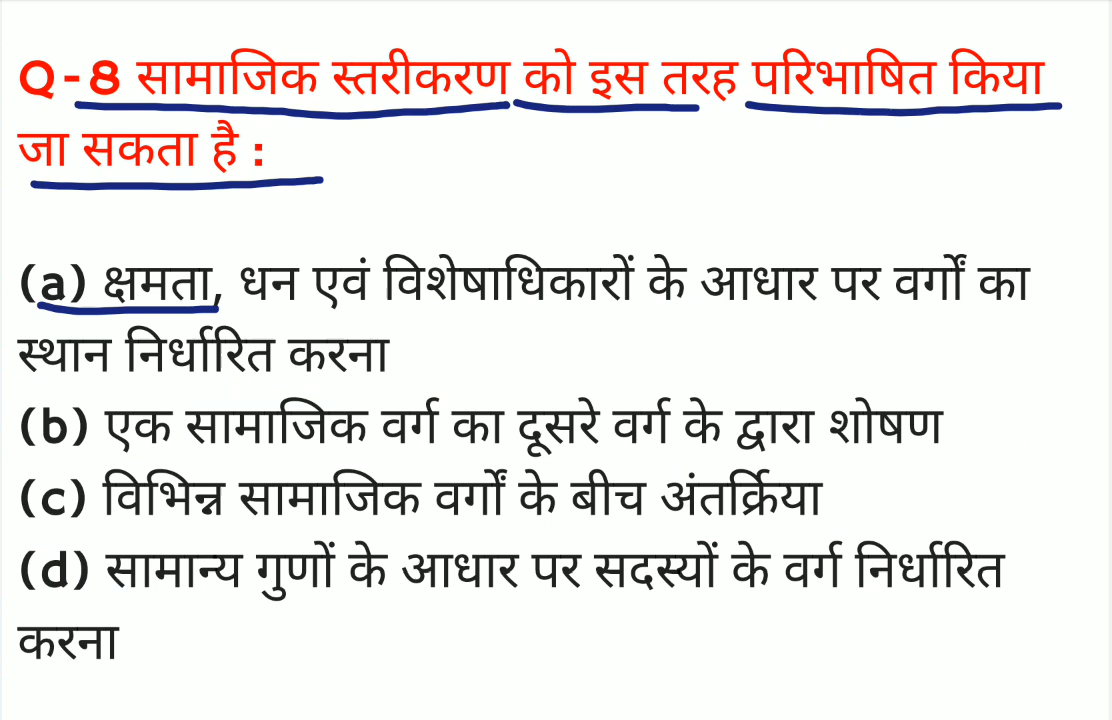 Q-8 सामाजिक स्तरीकरण को इस तरह परिभाषित किया
जा सकता है :
(a) क्षमता, धन एवं विशेषाधिकारों के आधार पर वर्गों का
स्थान निर्धारित करना
(b) एक सामाजिक वर्ग का दूसरे वर्ग के द्वारा शोषण
(c) विभिन्न सामाजिक वर्गों के बीच अंतर्क्रिया
(d) सामान्य गुणों के आधार पर सदस्यों के वर्ग निर्धारित
करना